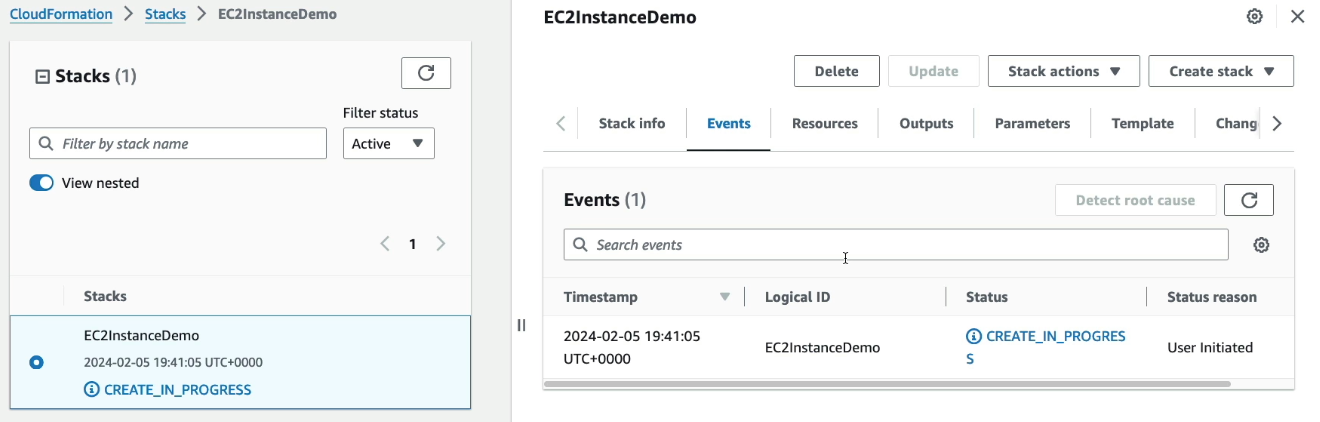 CloudFormation > Stacks > EC2InstanceDemo
Stacks (1)
Filter status
Filter by stack name
Active
View nested
1
Stacks
EC2InstanceDemo
2024-02-05 19:41:05 UTC+0000
CREATE_IN_PROGRESS
EC2InstanceDemo
Delete Update Stack actions Create stack
Stack info Events Resources Outputs Parameters Template Chang
Events (1)
Detect root cause
Search events
Timestamp Logical ID Status Status reason
2024-02-05 19:41:05
UTC+0000
EC2InstanceDemo
CREATE_IN_PROGRES
S
User Initiated